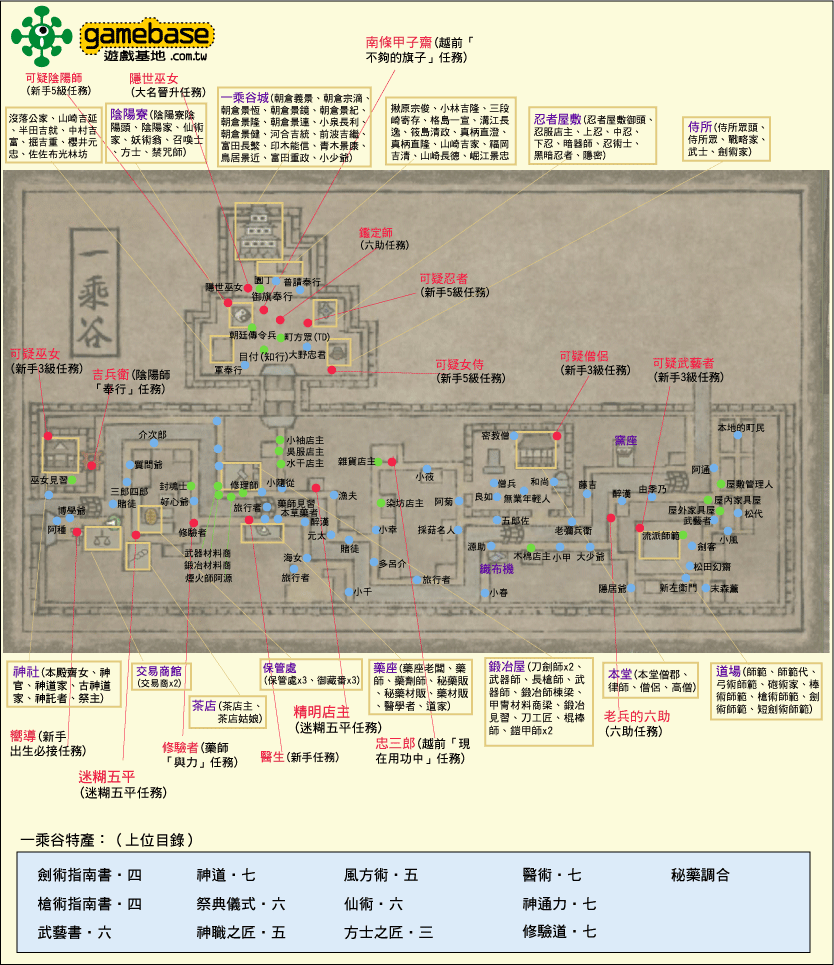 gamebase
遊戲基地.com.tw
南條甲子齋(越前「
不夠的旗子」任務)
可疑陰陽師
(新手5級任務)
隱世巫女
(大名晉升任務)
沒落公家、山崎吉延
、半田吉就、中村吉
富、掘吉重、櫻井元
忠、佐佐布光林坊
陰陽寮(陰陽寮陰
陽頭、陰陽家、仙術
家、妖術翁、召喚士
、方士、禁咒師)
一乘谷城(朝倉義景、朝倉宗滴、
朝倉景恆、朝倉景鏡、朝倉景紀
、朝倉景隆、朝倉景連、小泉長利
、朝倉景健、河合吉統、前波吉繼
、富田長繁、印木能信、青木景康
、鳥居景近、富田重政、小少爺)
揪原宗俊、小林吉隆、三段
崎寄存、格島一宣、溝江長
逸、筱島清政、真柄直澄、
真柄直隆、山崎吉家、福岡
吉清、山崎長德、崛江景忠
忍者屋敷(忍者屋敷御頭、
忍服店主、上忍、中忍、
下忍、暗器師、忍術士、
黑暗忍者、隱密)
侍所(侍所眾頭、
侍所眾、戰略家、
武士、劍術家)
一乘谷
鑑定師
(六助任務)
園丁
普請奉行
隱世巫女
御旗奉行
可疑忍者
(新手5級任務)
朝廷傳令兵
町方眾(TD)
目付(知行)
大野忠君
軍奉行
可疑巫女
(新手3級任務)
吉兵衛(陰陽師
「奉行」任務)
可疑女侍
(新手5級任務)
可疑僧侶
(新手3級任務)
可疑武藝者
(新手3級任務)
介次郎
小袖店主
吳服店主
水干店主
密教僧
窯座
本地的町民
質問爺
雜貨店主
小筱
阿通
巫女見習
三郎四郎
賭徒
封魂士
好心爺
修理師
小陳從
漁夫
僧兵
和尚
藤吉
由季乃
屋敷管理人
旅行者
藥師見習
本草藥者
染坊店主
阿菊
良如
無業年輕人
醉漢
屋內家具屋
屋外家具屋
松代
博學爺
阿種
修驗者
醉漢
元太
賭徒
小幸
採菇名人
五郎佐
老彌兵衛
武藝者
小風
流派師範
劍客
武器材料商
鍛冶材料商
煙火師阿源
海女
旅行者
多呂介
旅行者
源助
木棉店主
小甲
大少爺
織布機
松田幻齋
小千
小春
隱居爺
新左衛門
末森薰
神社(本殿齋女、神
官、神道家、古神道
家、神託者、祭主)
交易商館
(交易商x2)
茶店(茶店主、
茶店姑娘)
保管處
(保管處x3、御藏番x3)
藥座(藥座老闆、藥
師、藥劑師、秘藥販
、秘藥材販、藥材販
、醫學者、道家)
鍛冶屋(刀劍師x2、
武器師、長槍師、武
器師、鍛冶師棟梁、
甲冑材料商梁、鍛冶
見習、刀工匠、棍棒
師、鎧甲師x2)
本堂(本堂僧郡、
律師、僧侶、高僧)
道場(師範、師範代、
弓術師範、砲術家、棒
術師範、槍術師範、劍
術師範、短劍術師範)
嚮導(新手
出生必接任務)
迷糊五平
(迷糊五平任務)
修驗者(藥師
「與力」任務)
醫生(新手任務)
精明店主
(迷糊五平任務)
忠三郎(越前「現
在用功中」任務)
老兵的六助
(六助任務)
一乘谷特產：（上位目錄）
劍術指南書・四 神道・七 風方術・五 醫術・七 秘藥調合
槍術指南書・四 祭典儀式・六 仙術・六 神通力・七
武藝書・六 神職之匠・五 方士之匠・三 修驗道・七